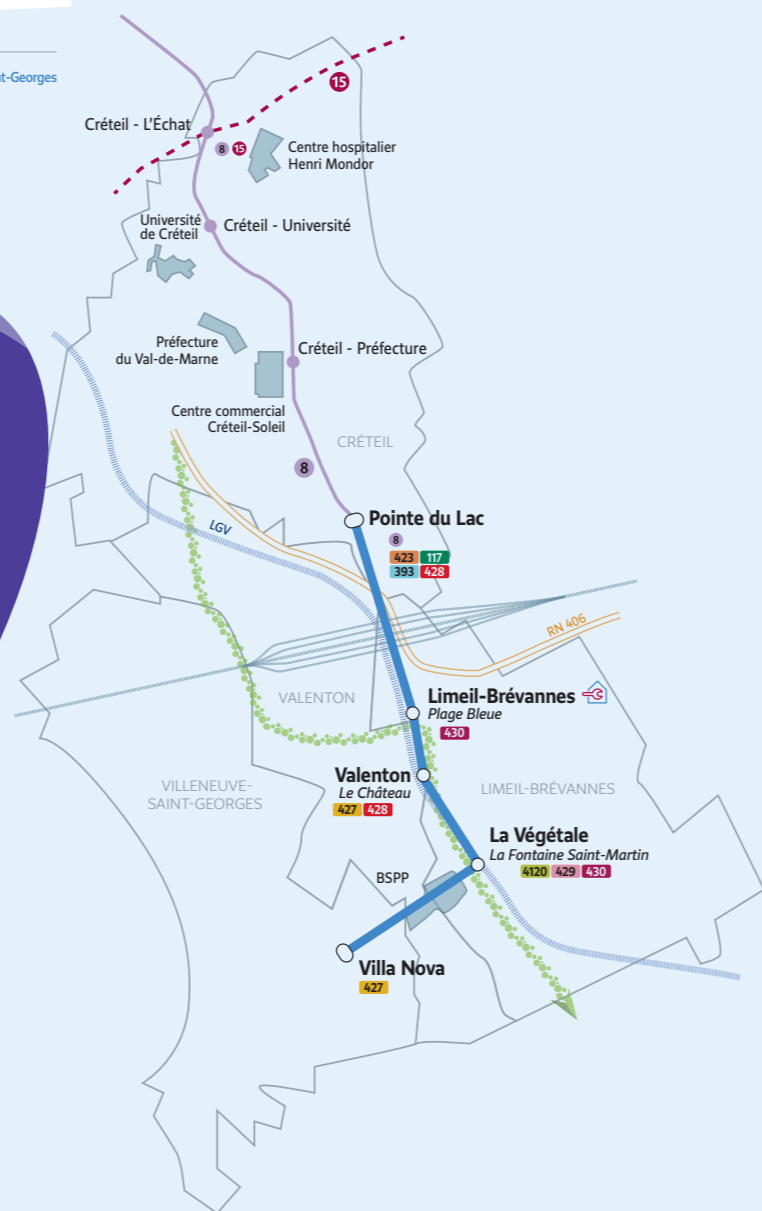 t-Georges
15
Créteil - L'Échat
8 15
Centre hospitalier
Henri Mondor
Université
de Créteil
Créteil - Université
Préfecture
du Val-de-Marne
Créteil - Préfecture
Centre commercial
Créteil-Soleil
CRÉTEIL
8
Pointe du Lac
8
423 117
393 428
LGV
RN 406
VALENTON
Limeil-Brévannes
Plage Bleue
430
Valenton
Le Château
427 428
VILLENEUVE-
SAINT-GEORGES
LIMEIL-BRÉVANNES
La Végétale
La Fontaine Saint-Martin
4120 429 430
BSPP
Villa Nova
427